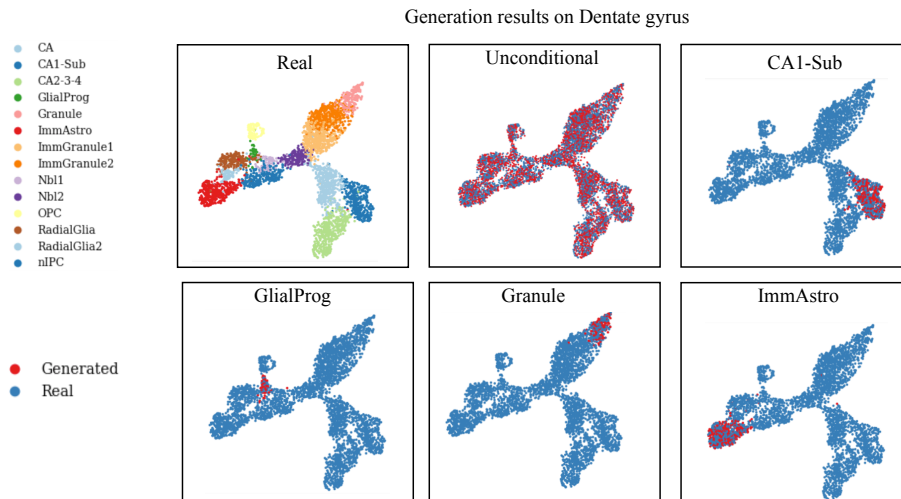 Generation results on Dentate gyrus
CA
CA1-Sub
CA2-3-4
GlialProg
Granule
ImmAstro
ImmGranule1
ImmGranule2
Nbl1
Nbl2
OPC
RadialGlia
RadialGlia2
nIPC
Real
Unconditional
CA1-Sub
GlialProg
Granule
ImmAstro
Generated
Real